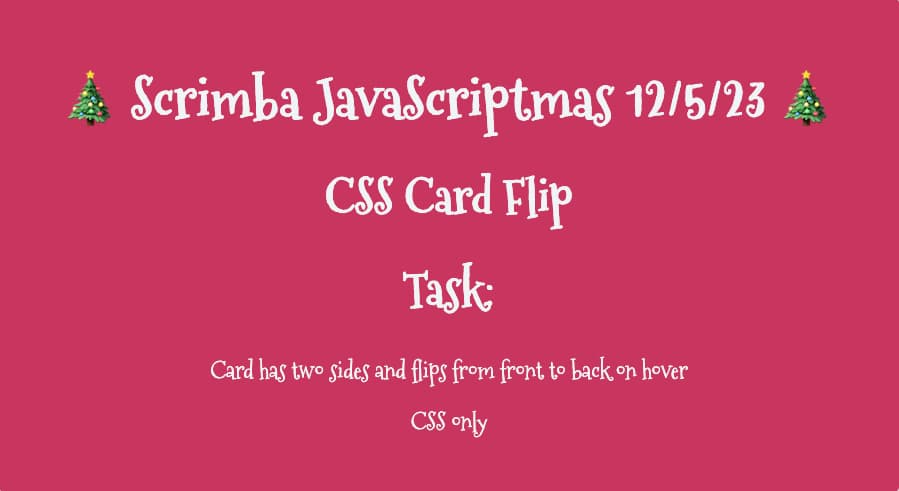 Scrimba JavaScriptmas 12/5/23
CSS Card Flip
Task:
Card has two sides and flips from front to back on hover
CSS only